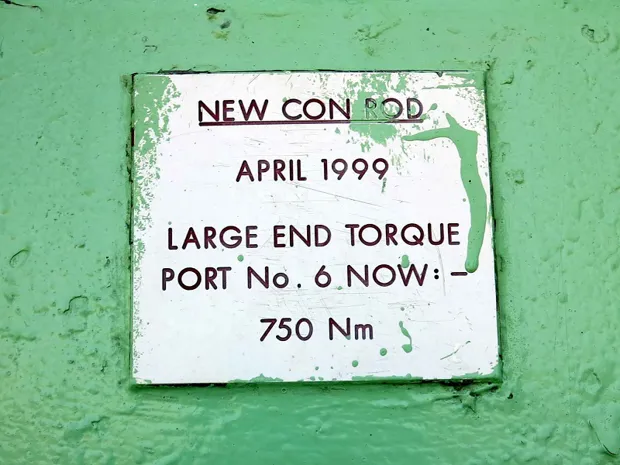 NEW CON ROD
APRIL 1999
LARGE END TORQUE
PORT No. 6 NOW:-
750 Nm